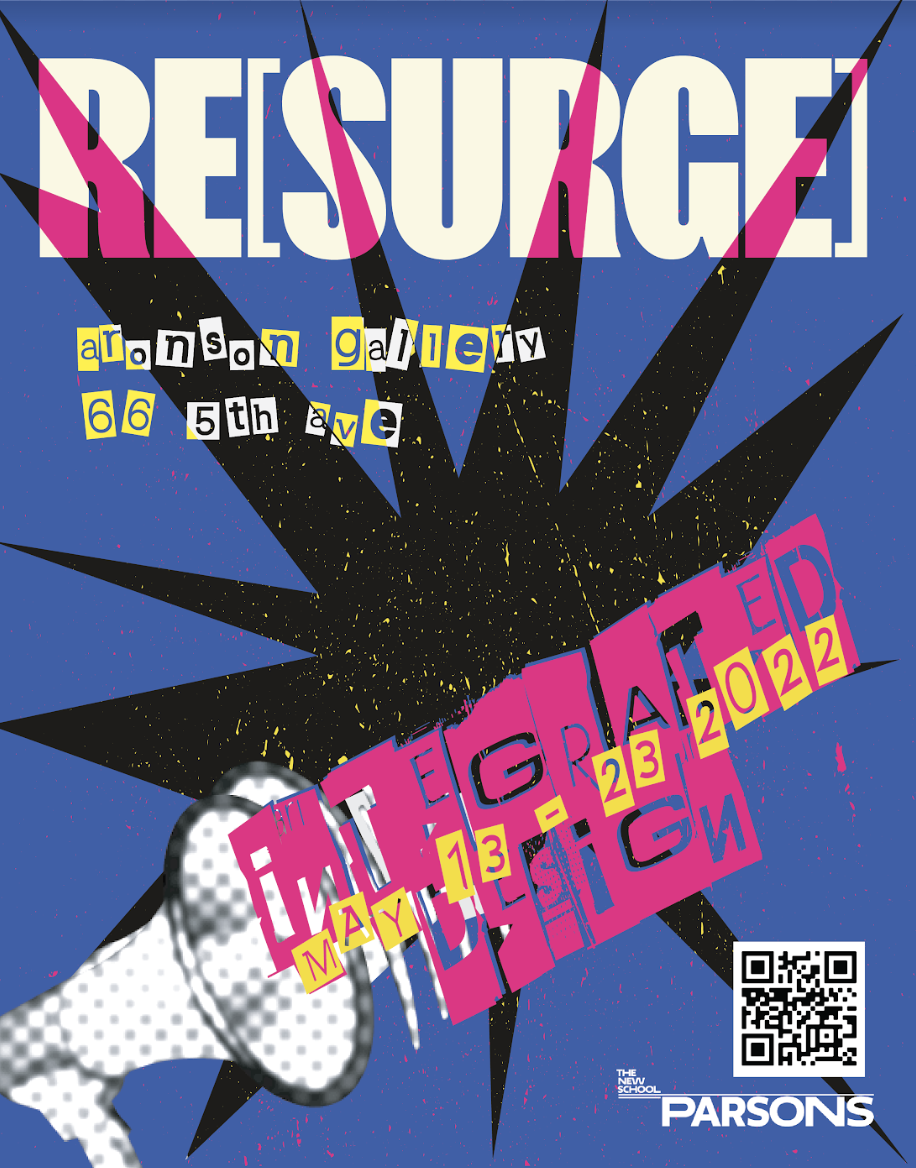 RE[SURGE]
aronson gallery
66 5th ave
iNTEGRATED
DESiGN
MAY 13 - 23 2022
THE
NEW
SCHOOL
PARSONS